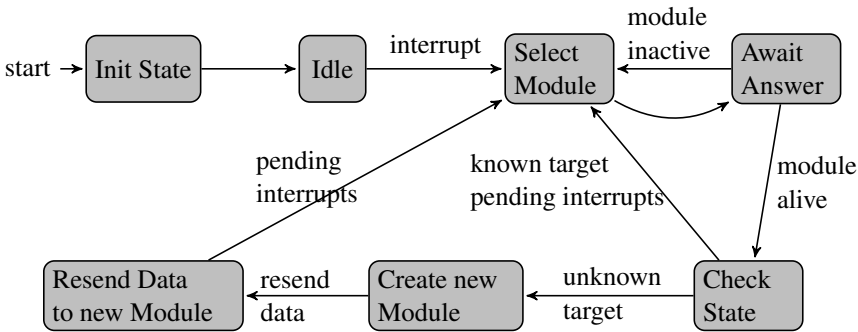 start
Init State
Idle
interrupt
Select
Module
module
inactive
Await
Answer
pending
interrupts
known target
pending interrupts
module
alive
Resend Data
to new Module
resend
data
Create new
Module
unknown
target
Check
State